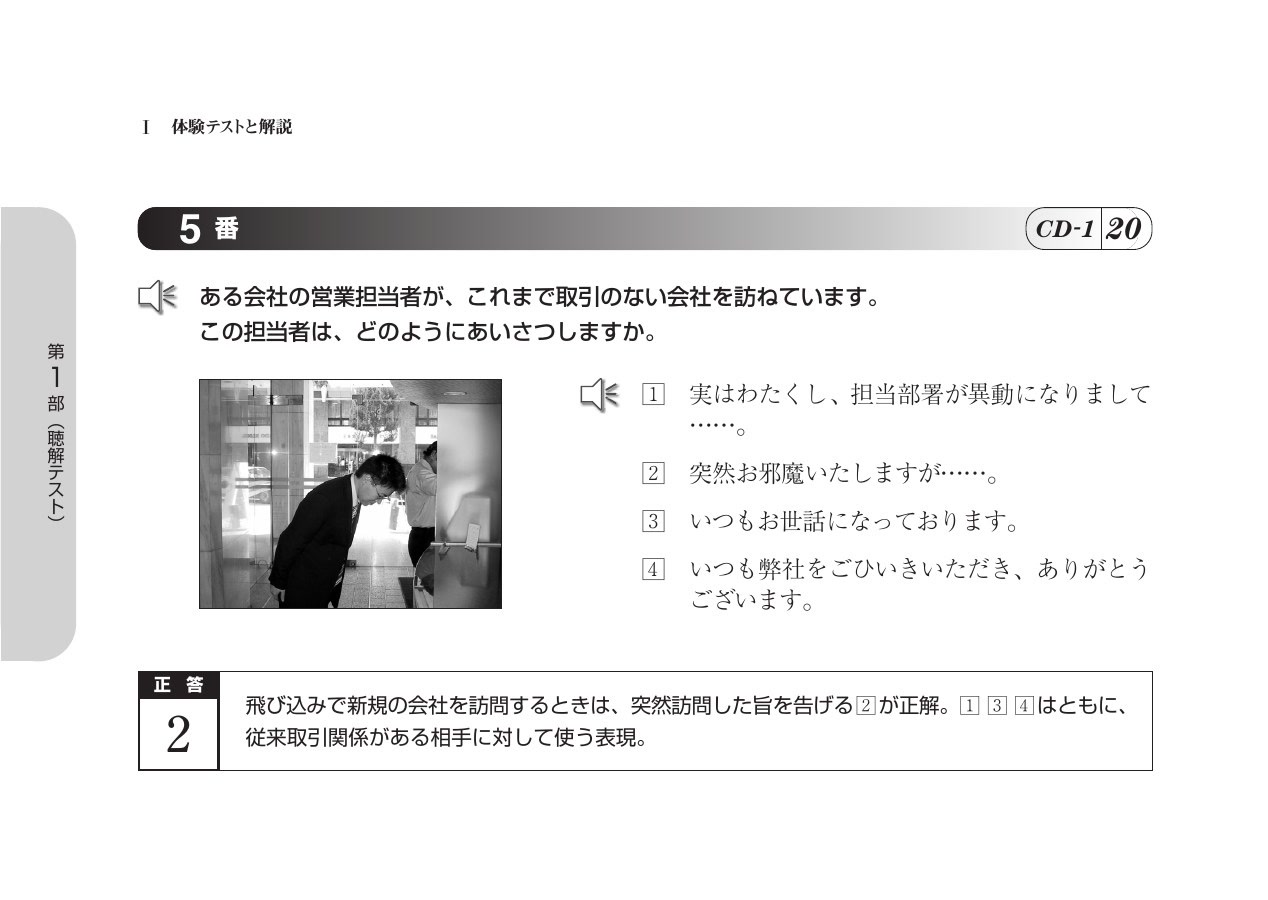 I 体験テストと解説
5 番
CD-1 20
ある会社の営業担当者が、これまで取引のない会社を訪ねています。
この担当者は、どのようにあいさつしますか。
1 実はわたくし、担当部署が異動になりまして
……。
2 突然お邪魔いたしますが……。
3 いつもお世話になっております。
4 いつも弊社をごひいきいただき、ありがとう
ございます。
正 答
2
飛び込みで新規の会社を訪問するときは、突然訪問した旨を告げる2が正解。1 3 4はともに、
従来取引関係がある相手に対して使う表現。
第1部（聴解テスト）